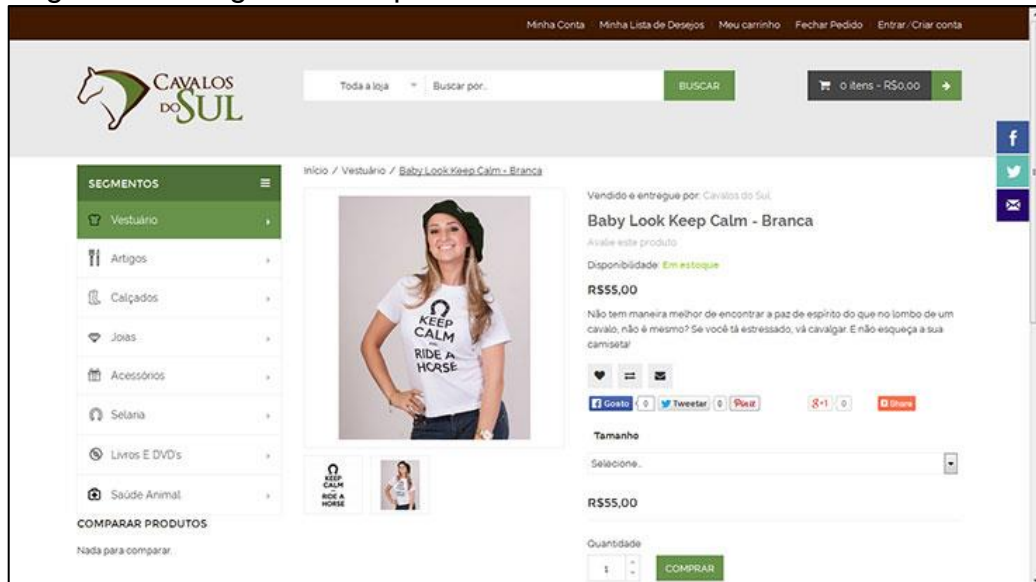 Minha Conta Minha Lista de Desejos Meu carrinho Fechar Pedido Entrar/Criar conta
CAVALOS
DO SUL
Toda a loja Buscar por.. BUSCAR
0 itens - R$0,00
SEGMENTOS
Vestuário
Artigos
Calçados
Joias
Acessórios
Selaria
Livros E DVD's
Saúde Animal
COMPARAR PRODUTOS
Nada para comparar.
Início / Vestuário / Baby Look Keep Calm - Branca
KEEP
CALM
RIDE A
HORSE
KEEP
CALM
RIDE A
HORSE
Vendido e entregue por: Cavalos do Sul
Baby Look Keep Calm - Branca
Avalie este produto
Disponibilidade: Em estoque
R$55,00
Não tem maneira melhor de encontrar a paz de espírito do que no lombo de um
cavalo, não é mesmo? Se você tá estressado, vá cavalgar. E não esqueça a sua
camiseta!
Gosto 0 Tweetar 0 Pin it g+1 0 Share
Tamanho
Selecione..
R$55,00
Quantidade
1 COMPRAR